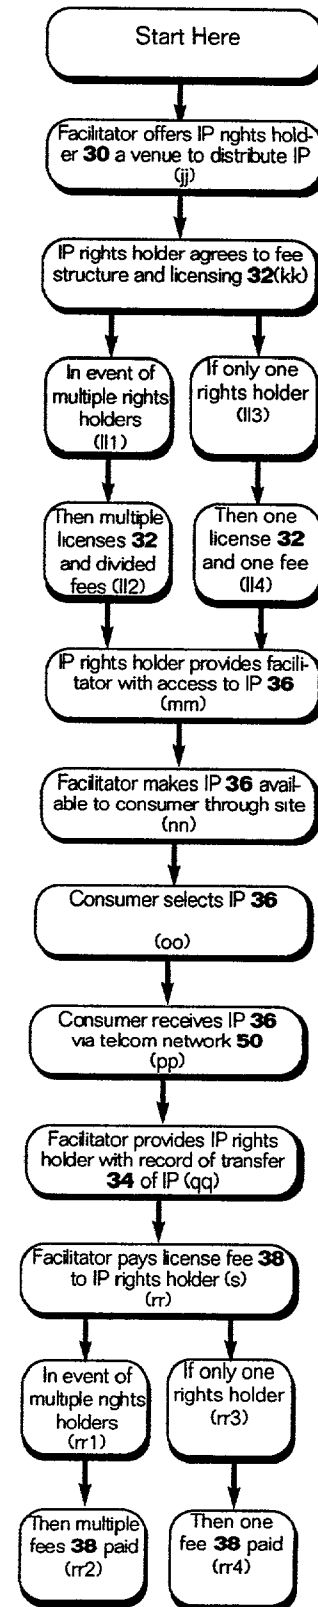 Start Here
Facilitator offers IP rights hold-
er 30 a venue to distribute IP
(jj)
IP rights holder agrees to fee
structure and licensing 32(kk)
In event of
multiple rights
holders
(ll1)
If only one
rights holder
(ll3)
Then multiple
licenses 32
and divided
fees (ll2)
Then one
license 32
and one fee
(ll4)
IP rights holder provides facili-
tator with access to IP 36
(mm)
Facilitator makes IP 36 avail-
able to consumer through site
(nn)
Consumer selects IP 36
(oo)
Consumer receives IP 36
via telcom network 50
(pp)
Facilitator provides IP rights
holder with record of transfer
34 of IP (qq)
Facilitator pays license fee 38
to IP rights holder (s)
(rr)
In event of
multiple rights
holders
(rr1)
If only one
rights holder
(rr3)
Then multiple
fees 38 paid
(rr2)
Then one
fee 38 paid
(rr4)